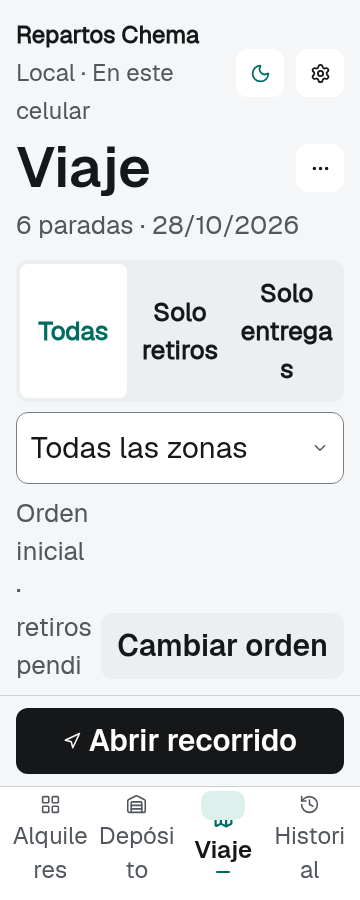 Repartos Chema
Local · En este
celular
Viaje
6 paradas · 28/10/2026
Todas
Solo
retiros
Solo
entrega
s
Todas las zonas
Orden
inicial
·
retiros
pendi
Cambiar orden
Abrir recorrido
Alquile
res
Depósi
to
Viaje
Histori
al